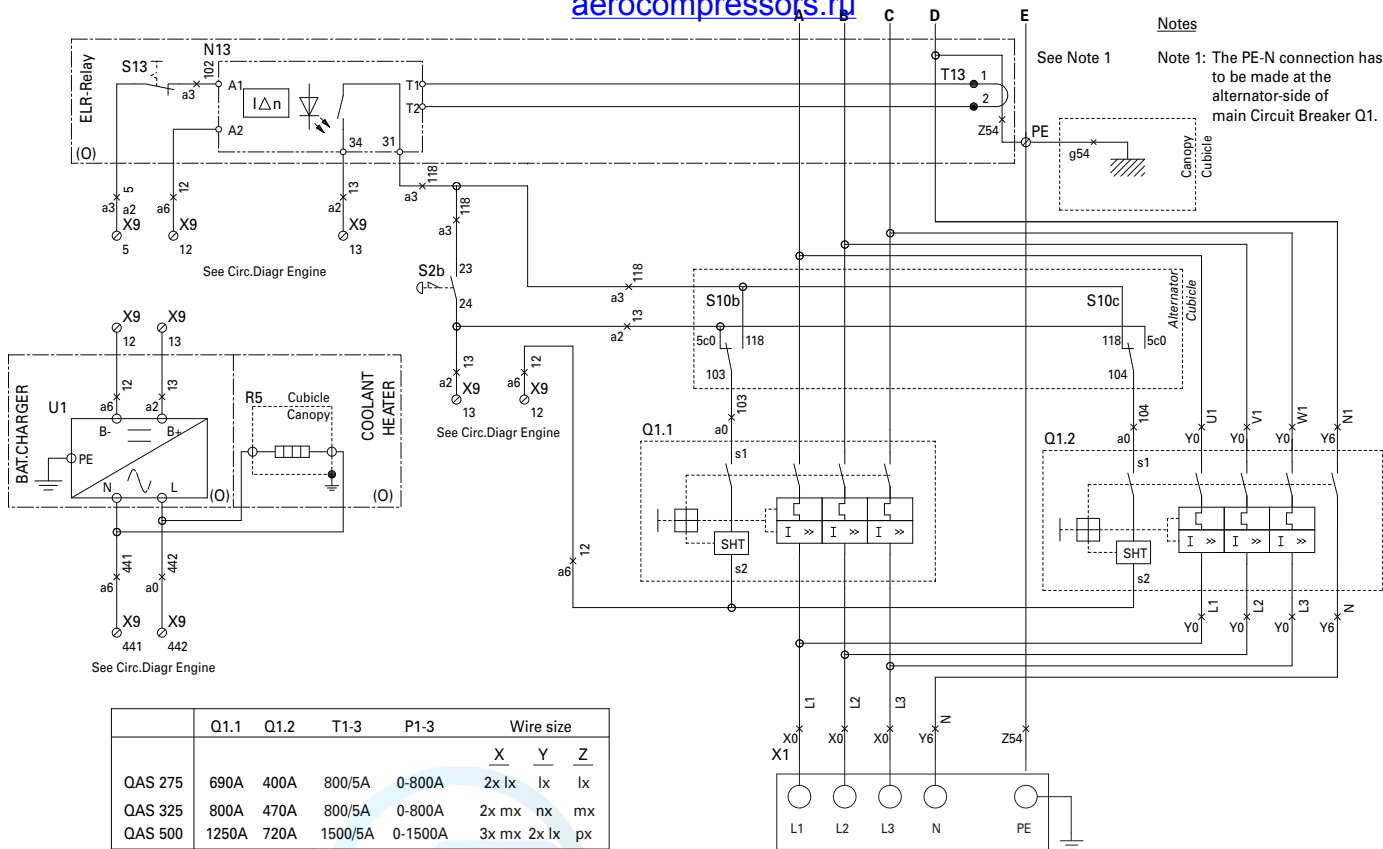 aerocompressors.ru
A B C D E
Notes
Note 1: The PE-N connection has
to be made at the
alternator-side of
main Circuit Breaker Q1.
See Note 1
ELR-Relay
(O)
S13
N13
102
a3
A1
I∆n
A2
T1
T2
34 31
T13 1
2
Z54
PE
g54
Canopy
Cubicle
5
a3 a2
X9
5
12
a6
X9
12
13
a2
X9
13
118
a3
118
a3
See Circ.Diagr Engine
S2b
23
24
118
a3
13
a2
S10b
S10c
Alternator
Cubicle
5c0 118
103
118 5c0
104
X9 X9
12 13
BAT.CHARGER
U1
12
a6
13
a2
B- B+
PE
N L
(O)
R5
Cubicle
Canopy
COOLANT
HEATER
(O)
13
a2
X9
13
12
a6
X9
12
See Circ.Diagr Engine
103
a0
104
a0
U1
Y0
V1
Y0
W1
Y0
N1
Y6
Q1.1
s1
SHT
s2
I >> I >> I >>
Q1.2
s1
SHT
s2
I >> I >> I >>
12
a6
441
a6
442
a0
X9 X9
441 442
See Circ.Diagr Engine
L1
Y0
L2
Y0
L3
Y0
N
Y6
L1
X0
L2
X0
L3
X0
N
Y6
Z54
X1
L1 L2 L3 N PE
Q1.1 Q1.2 T1-3 P1-3 Wire size
X Y Z
QAS 275 690A 400A 800/5A 0-800A 2x lx lx lx
QAS 325 800A 470A 800/5A 0-800A 2x mx nx mx
QAS 500 1250A 720A 1500/5A 0-1500A 3x mx 2x lx px